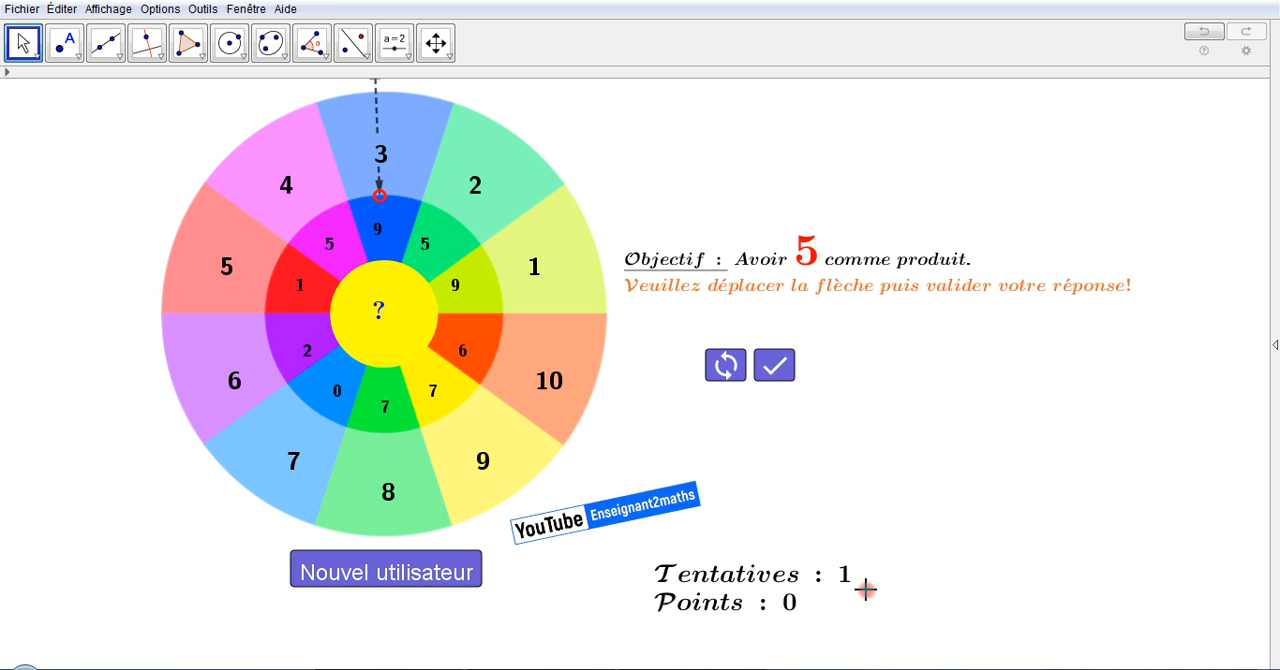 Fichier Éditer Affichage Options Outils Fenêtre Aide
A
α
a=2
3
4
2
9
5
5
5
1
1
9
?
2
6
6
10
0
7
7
7
9
8
Objectif : Avoir 5 comme produit.
Veuillez déplacer la flèche puis valider votre réponse!
YouTube Enseignant2maths
Nouvel utilisateur
Tentatives : 1
Points : 0